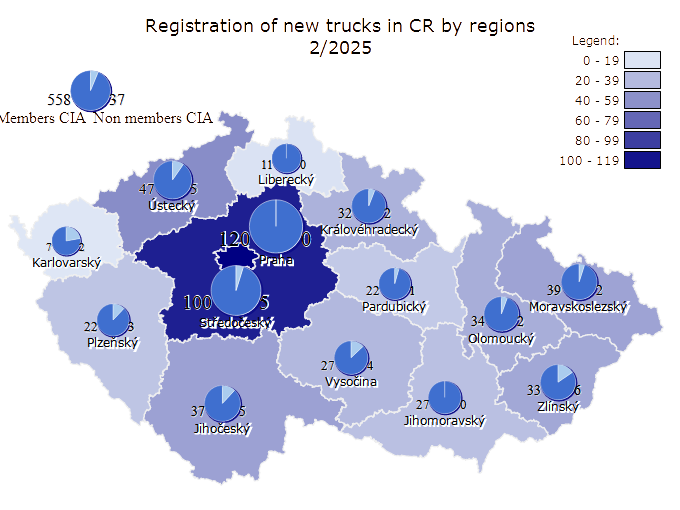 Registration of new trucks in CR by regions
2/2025
Legend:
0 - 19
20 - 39
40 - 59
60 - 79
80 - 99
100 - 119
558 37
Members CIA Non members CIA
11 0
Liberecký
47 5
Ústecký
32 2
Královéhradecký
120 0
Praha
7 2
Karlovarský
22 1
Pardubický
39 2
Moravskoslezský
100 5
Středočeský
22 3
Plzeňský
34 2
Olomoucký
27 4
Vysočina
33 6
Zlínský
37 5
Jihočeský
27 0
Jihomoravský